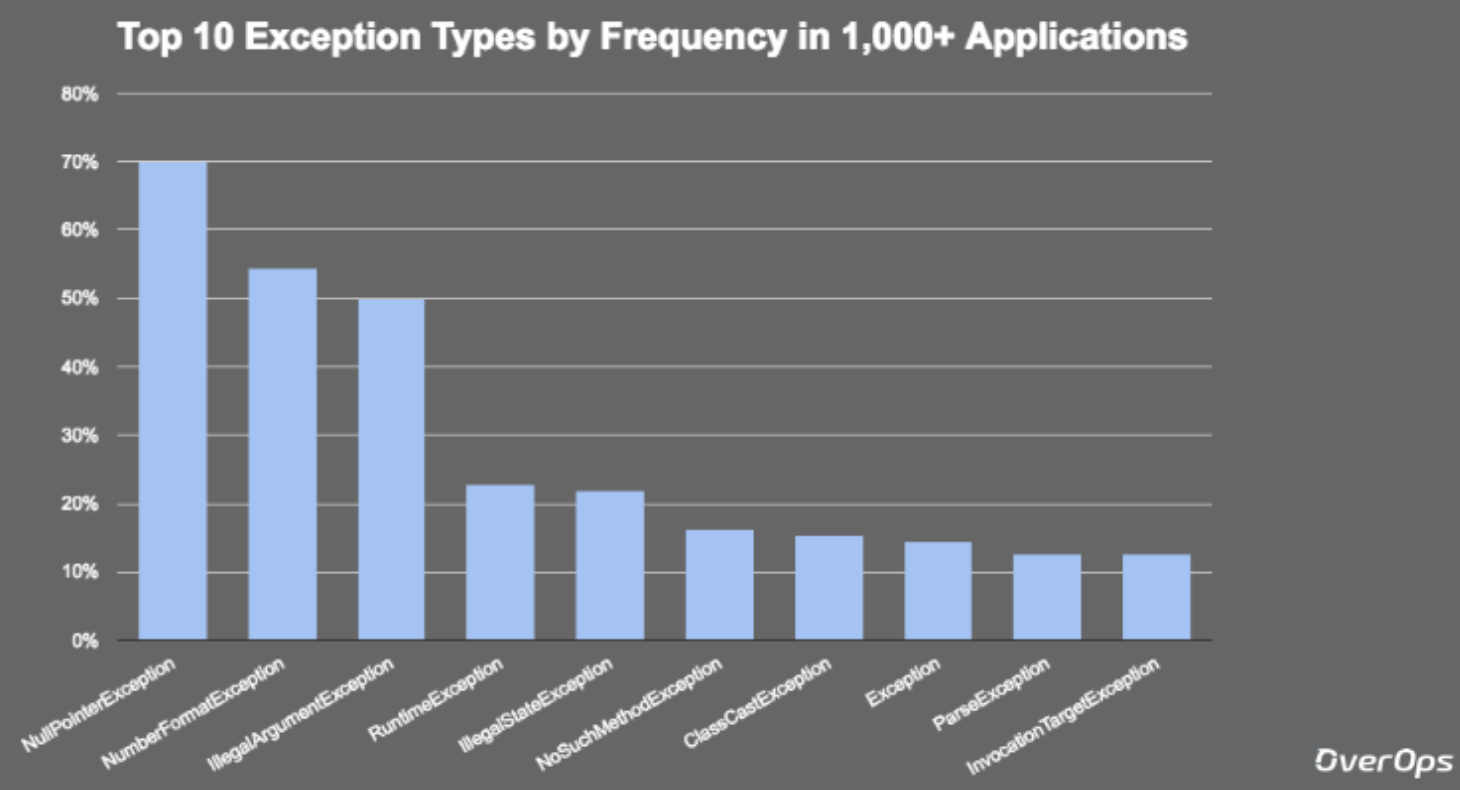 Top 10 Exception Types by Frequency in 1,000+ Applications
80%
70%
60%
50%
40%
30%
20%
10%
0%
NullPointerException
NumberFormatException
IllegalArgumentException
RuntimeException
IllegalStateException
NoSuchMethodException
ClassCastException
Exception
ParseException
InvocationTargetException
OverOps